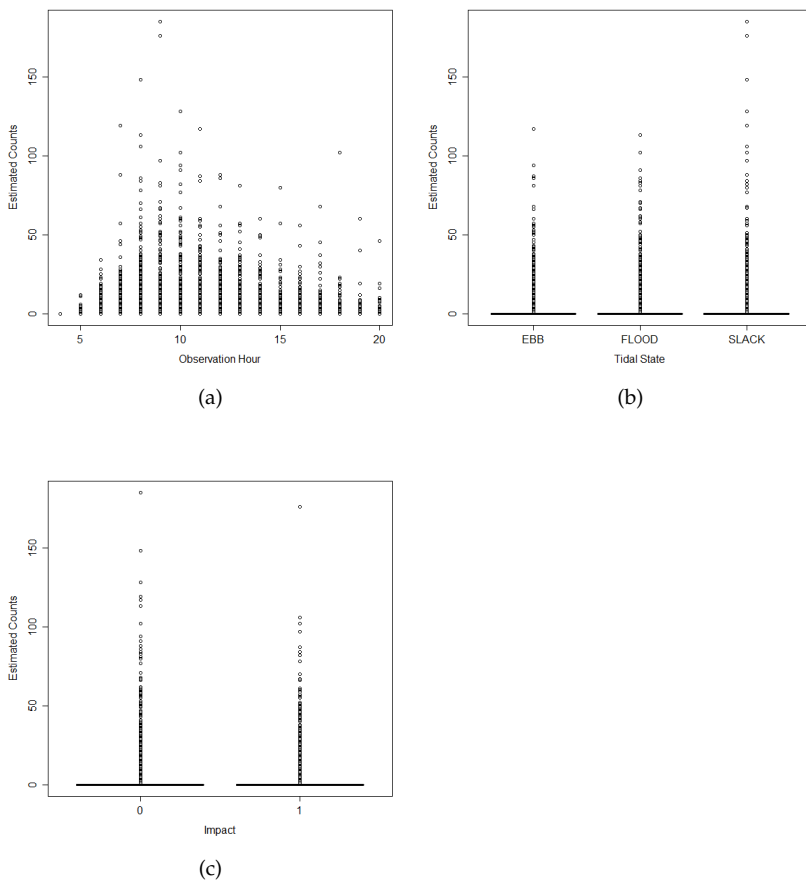 150
100
50
0
Estimated Counts
5 10 15 20
Observation Hour
(a)
150
100
50
0
Estimated Counts
EBB FLOOD SLACK
Tidal State
(b)
150
100
50
0
Estimated Counts
0 1
Impact
(c)